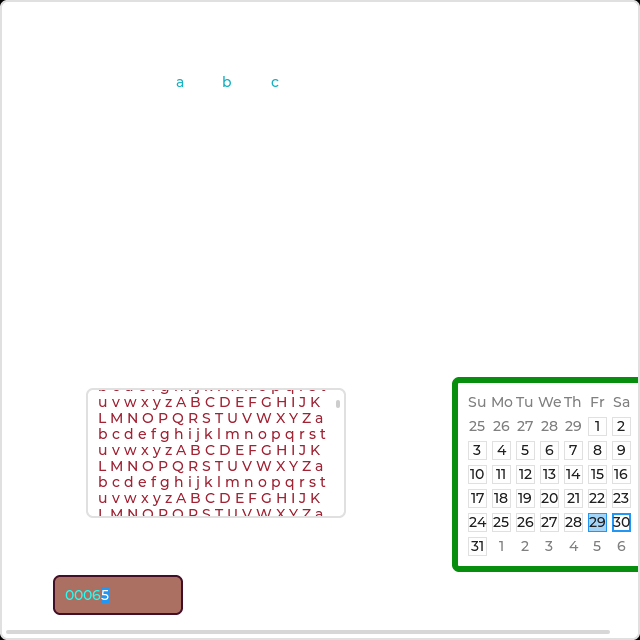 a b c
u v w x y z A B C D E F G H I J K
L M N O P Q R S T U V W X Y Z a
b c d e f g h i j k l m n o p q r s t
u v w x y z A B C D E F G H I J K
L M N O P Q R S T U V W X Y Z a
b c d e f g h i j k l m n o p q r s t
u v w x y z A B C D E F G H I J K
L M N O P Q R S T U V W X Y Z a
Su Mo Tu We Th Fr Sa
25 26 27 28 29 1 2
3 4 5 6 7 8 9
10 11 12 13 14 15 16
17 18 19 20 21 22 23
24 25 26 27 28 29 30
31 1 2 3 4 5 6
00065